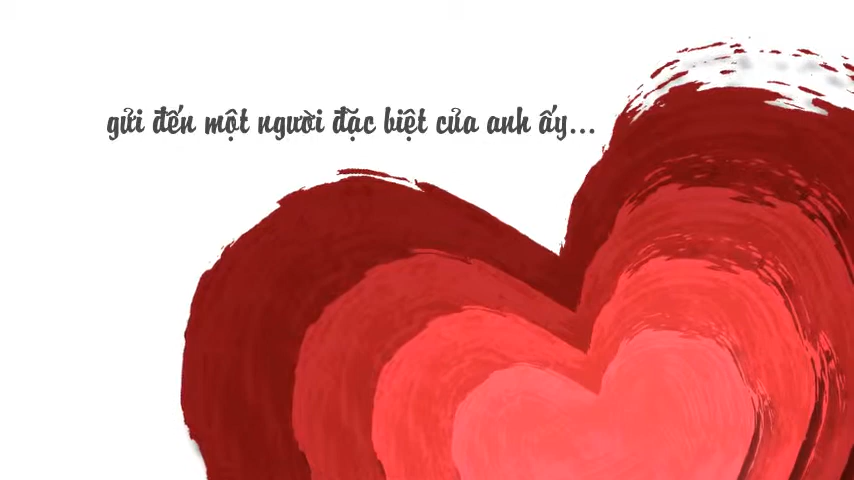 gửi đến một người đặc biệt của anh ấy...